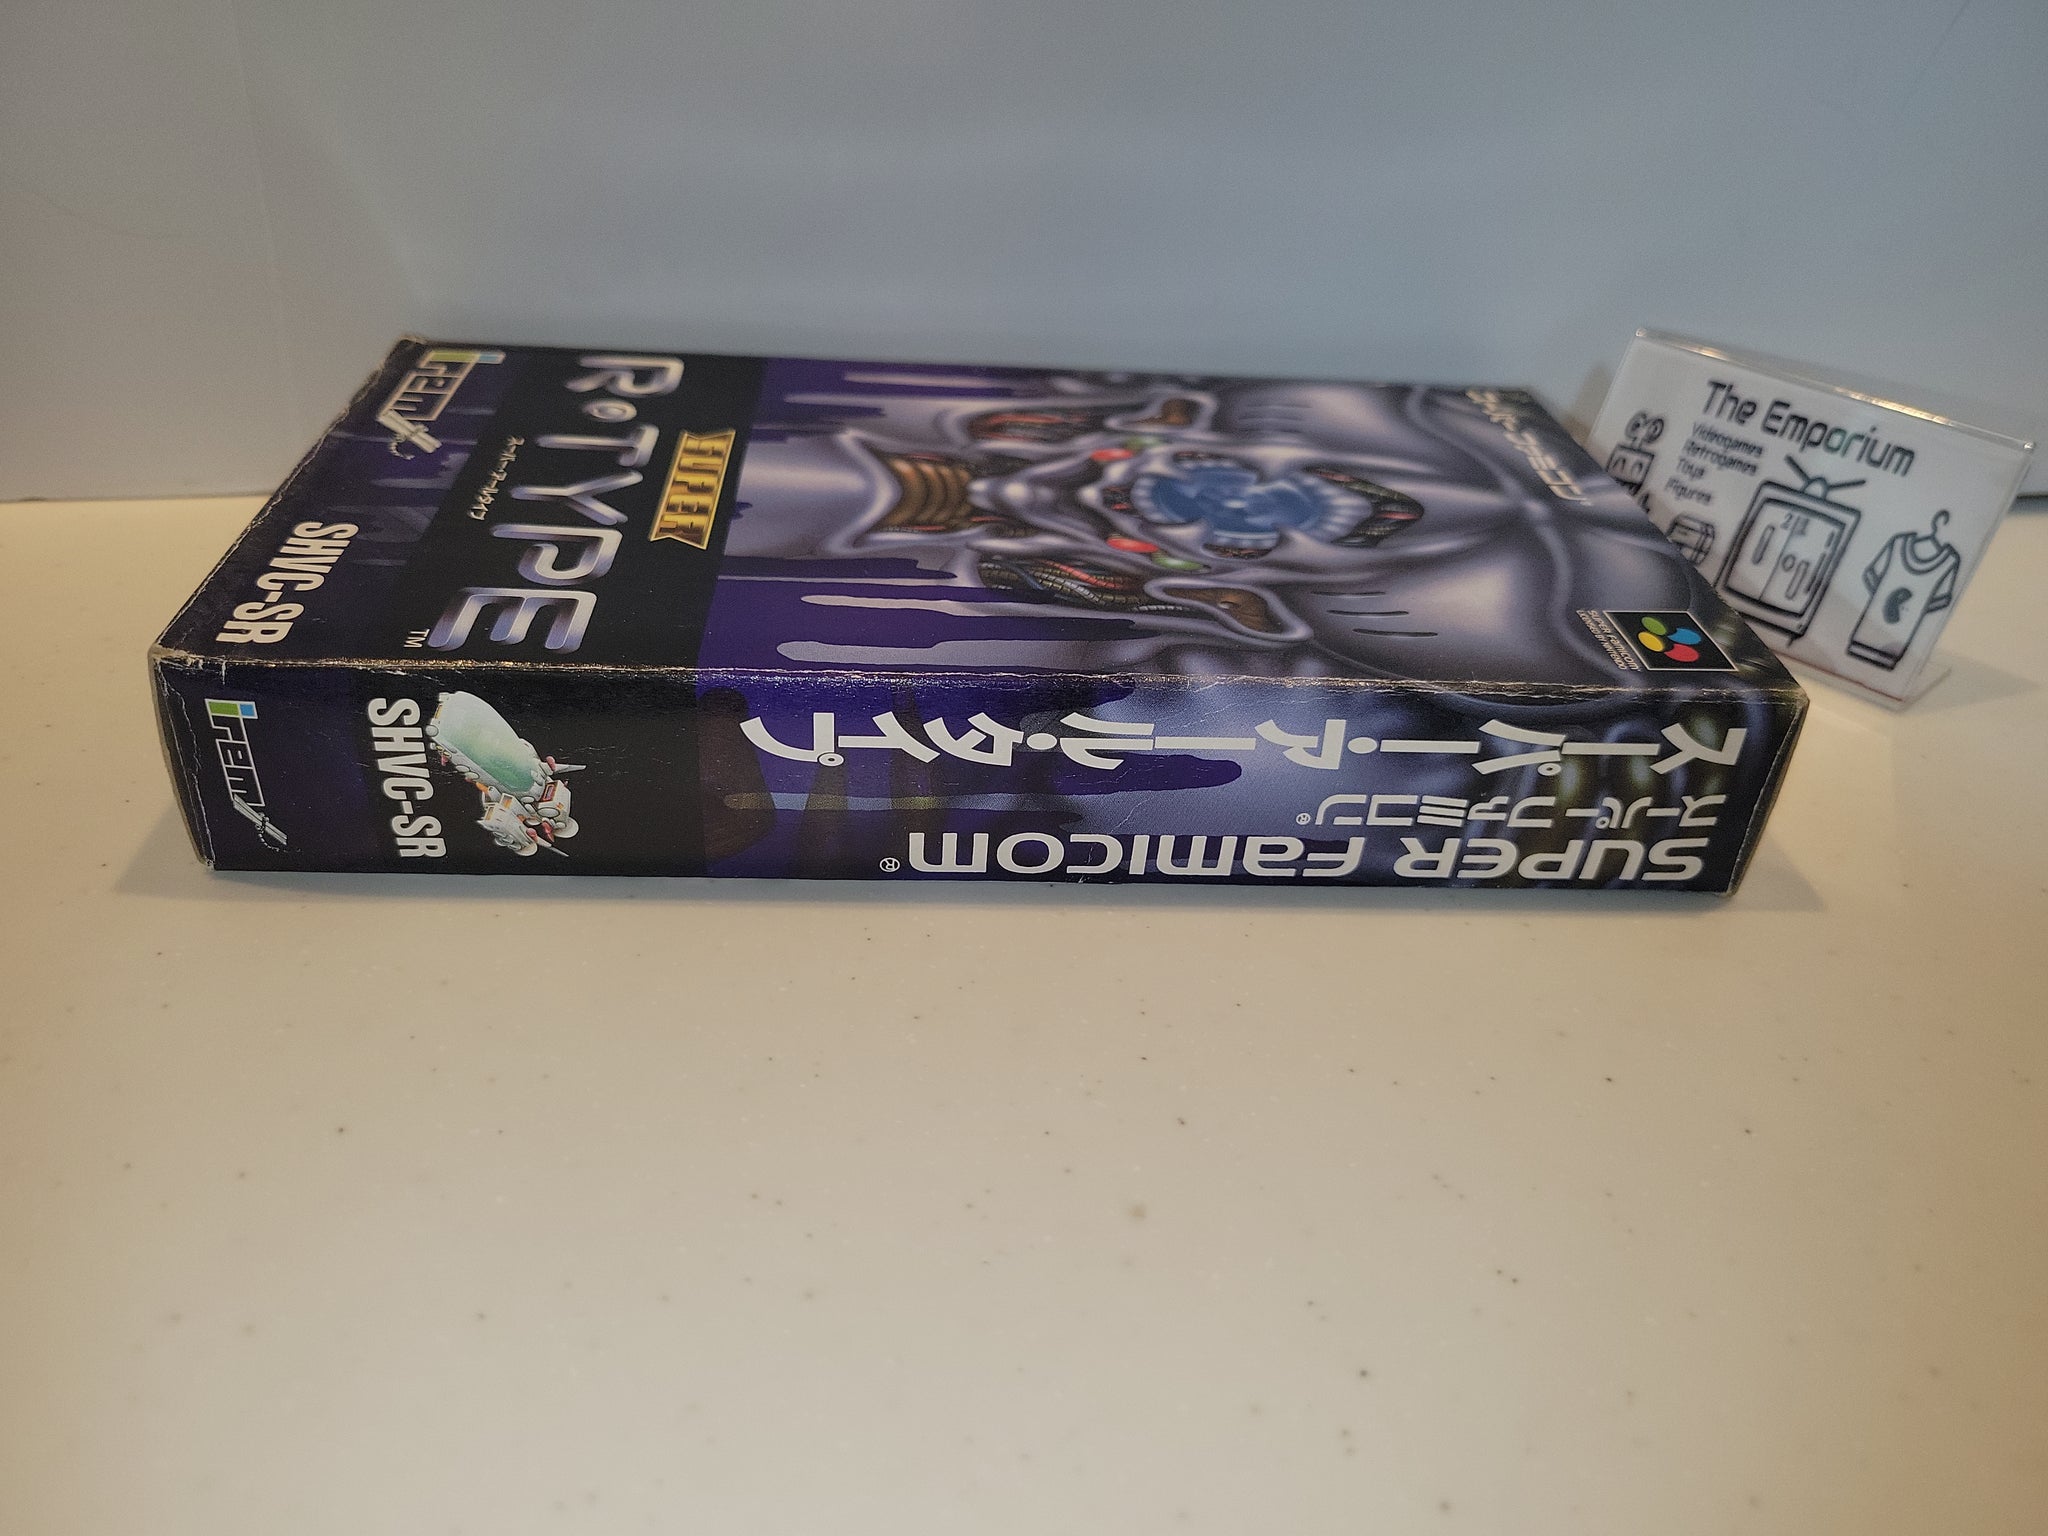 irem
SHVC-SR
R·TYPE™
スーパーアールタイプ
SUPER
スーパーファミコン
SUPER Famicom
irem
SHVC-SR
スーパー・アール・タイプ
スーパーファミコン®
SUPER Famicom®
The Emporium
Videogames
Retrogames
Toys
Figures